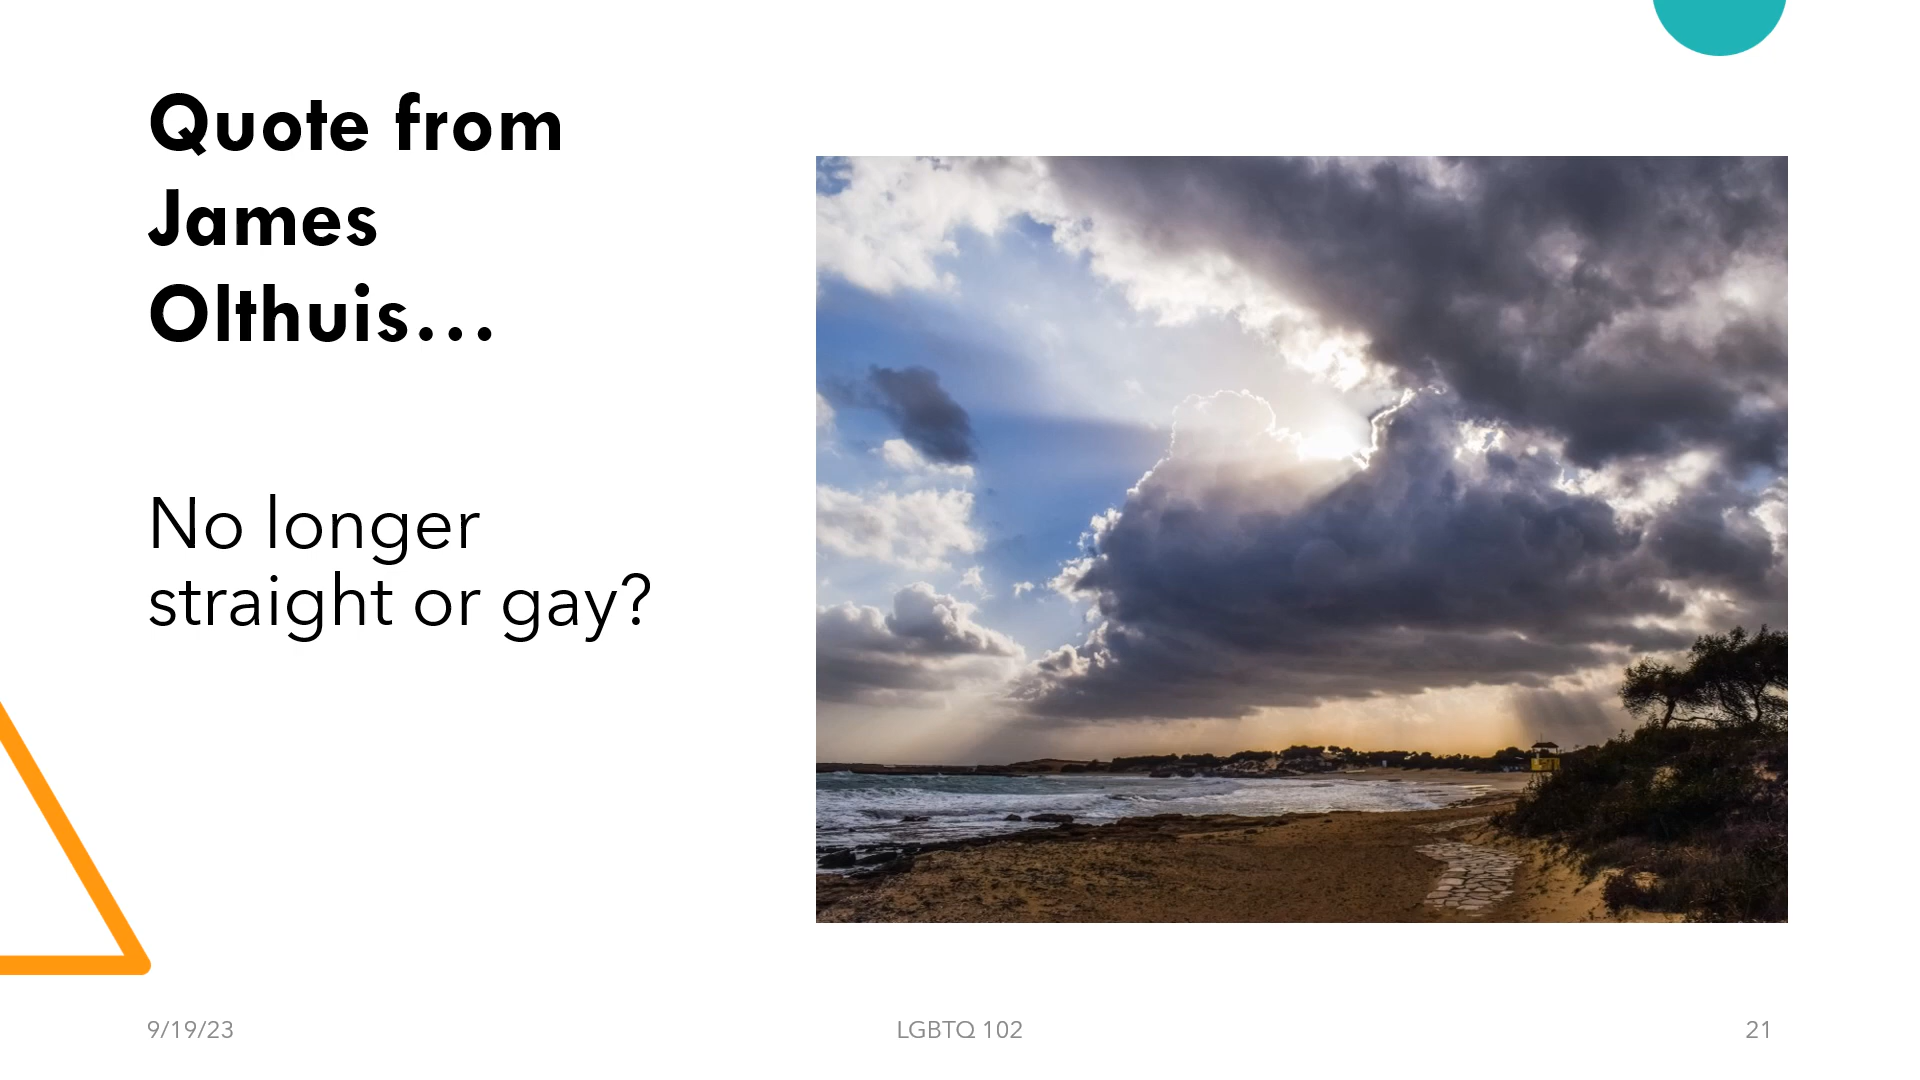 Quote from
James
Olthuis…
No longer
straight or gay?
9/19/23
LGBTQ 102
21